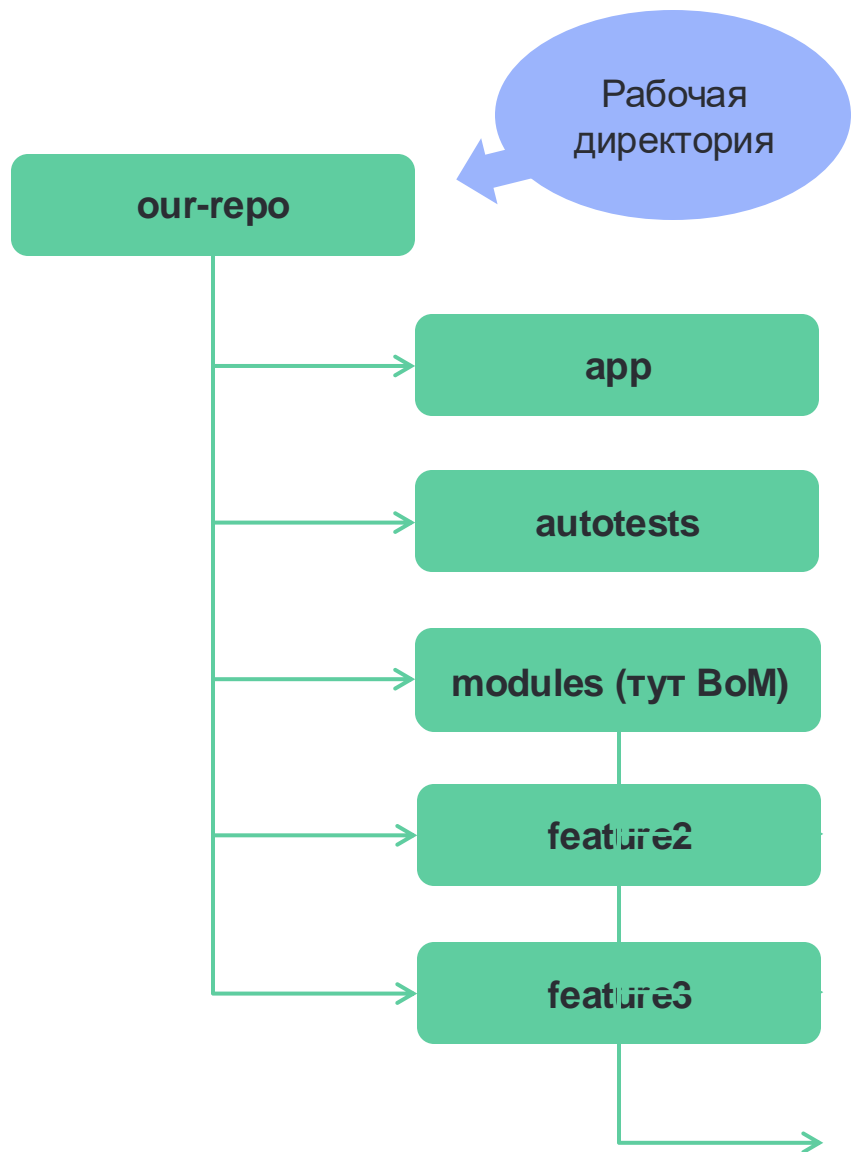 Рабочая
директория
our-repo
app
autotests
modules (тут BoM)
feature2
feature3